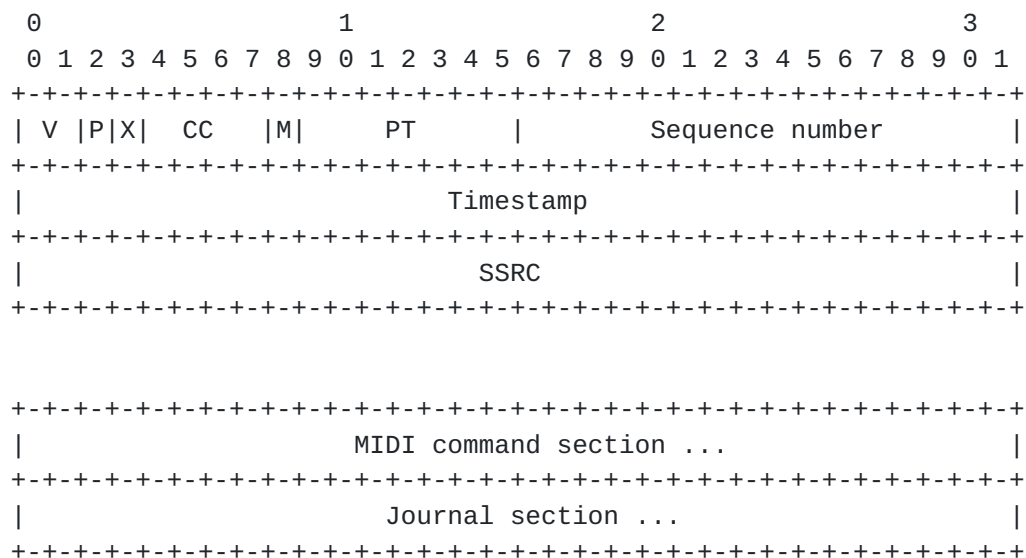 0                   1                   2                   3
 0 1 2 3 4 5 6 7 8 9 0 1 2 3 4 5 6 7 8 9 0 1 2 3 4 5 6 7 8 9 0 1
+-+-+-+-+-+-+-+-+-+-+-+-+-+-+-+-+-+-+-+-+-+-+-+-+-+-+-+-+-+-+-+-+
| V |P|X|  CC   |M|     PT      |        Sequence number        |
+-+-+-+-+-+-+-+-+-+-+-+-+-+-+-+-+-+-+-+-+-+-+-+-+-+-+-+-+-+-+-+-+
|                           Timestamp                           |
+-+-+-+-+-+-+-+-+-+-+-+-+-+-+-+-+-+-+-+-+-+-+-+-+-+-+-+-+-+-+-+-+
|                             SSRC                              |
+-+-+-+-+-+-+-+-+-+-+-+-+-+-+-+-+-+-+-+-+-+-+-+-+-+-+-+-+-+-+-+-+

+-+-+-+-+-+-+-+-+-+-+-+-+-+-+-+-+-+-+-+-+-+-+-+-+-+-+-+-+-+-+-+-+
|                     MIDI command section ...                  |
+-+-+-+-+-+-+-+-+-+-+-+-+-+-+-+-+-+-+-+-+-+-+-+-+-+-+-+-+-+-+-+-+
|                       Journal section ...                     |
+-+-+-+-+-+-+-+-+-+-+-+-+-+-+-+-+-+-+-+-+-+-+-+-+-+-+-+-+-+-+-+-+